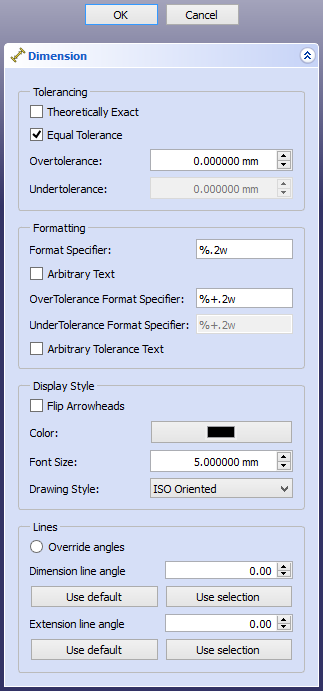 OK Cancel
Dimension
Tolerancing
Theoretically Exact
Equal Tolerance
Overtolerance: 0.000000 mm
Undertolerance: 0.000000 mm
Formatting
Format Specifier: %.2w
Arbitrary Text
OverTolerance Format Specifier: %+.2w
UnderTolerance Format Specifier: %+.2w
Arbitrary Tolerance Text
Display Style
Flip Arrowheads
Color:
Font Size: 5.000000 mm
Drawing Style: ISO Oriented
Lines
Override angles
Dimension line angle 0.00
Use default Use selection
Extension line angle 0.00
Use default Use selection